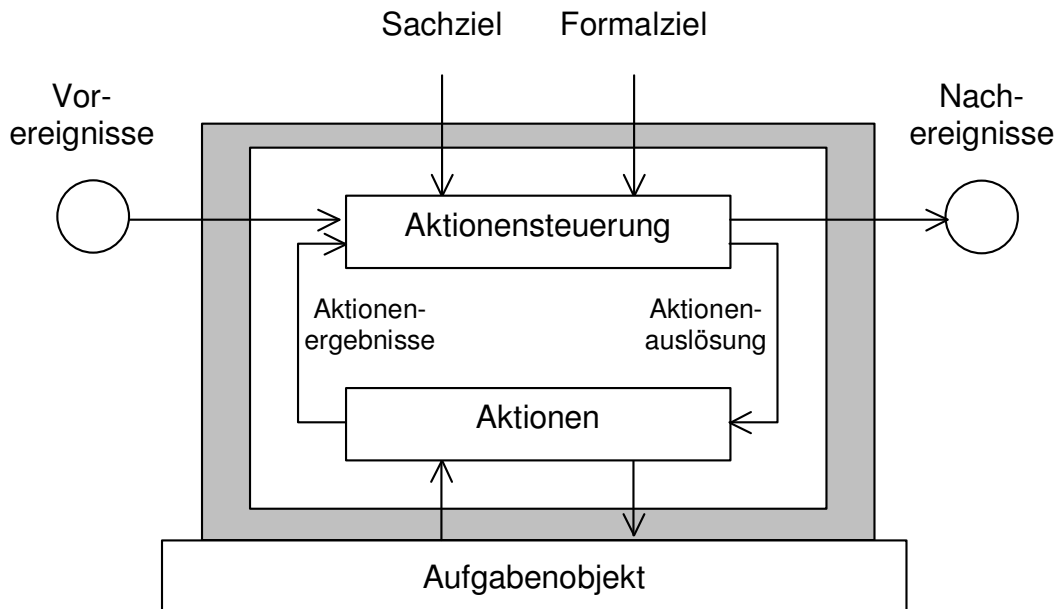 Sachziel
Formalziel
Vor-
ereignisse
Nach-
ereignisse
Aktionensteuerung
Aktionen-
ergebnisse
Aktionen-
auslösung
Aktionen
Aufgabenobjekt